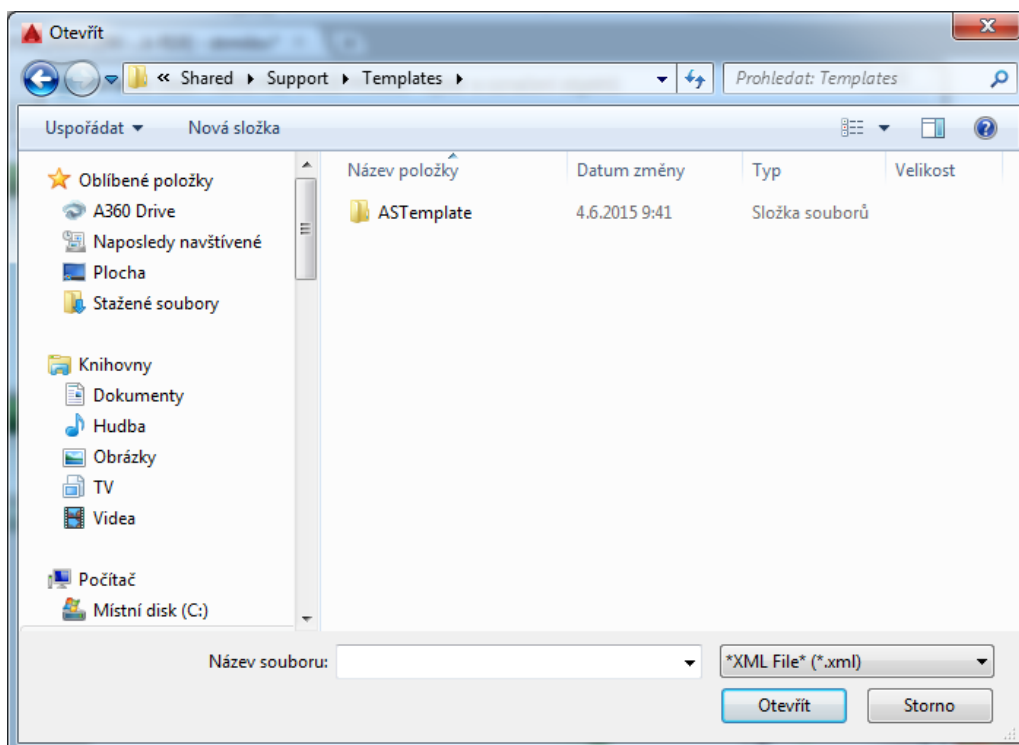 Otevřít
« Shared Support Templates
Prohledat: Templates
Uspořádat Nová složka
Oblíbené položky
A360 Drive
Naposledy navštívené
Plocha
Stažené soubory
Knihovny
Dokumenty
Hudba
Obrázky
TV
Videa
Počítač
Místní disk (C:)
Název položky Datum změny Typ Velikost
ASTemplate 4.6.2015 9:41 Složka souborů
Název souboru: *XML File* (*.xml)
Otevřít Storno